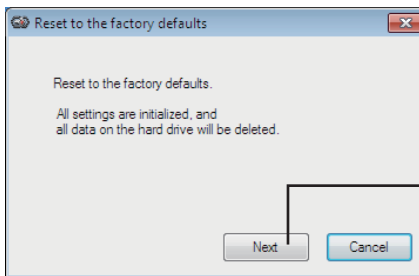 Reset to the factory defaults
Reset to the factory defaults.
All settings are initialized, and
all data on the hard drive will be deleted.
Next
Cancel